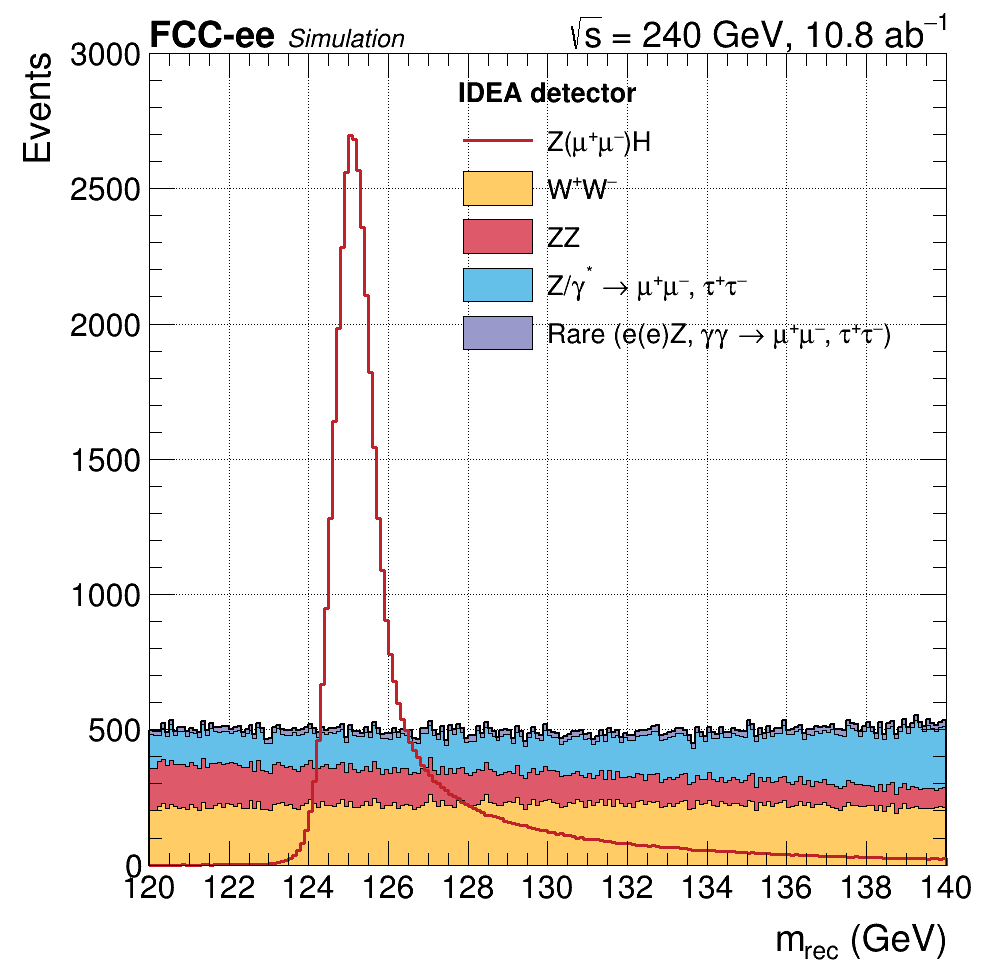 FCC-ee Simulation √s = 240 GeV, 10.8 ab⁻¹
Events
3000
2500
2000
1500
1000
500
0
IDEA detector
Z(μ⁺μ⁻)H
W⁺W⁻
ZZ
Z/γ* → μ⁺μ⁻, τ⁺τ⁻
Rare (e(e)Z, γγ → μ⁺μ⁻, τ⁺τ⁻)
120 122 124 126 128 130 132 134 136 138 140
m_rec (GeV)